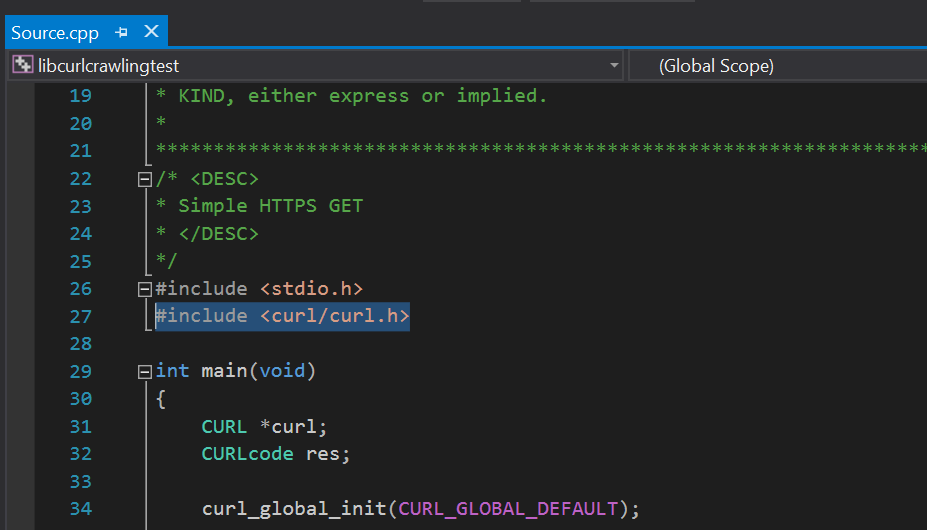 Source.cpp
libcurlcrawlingtest (Global Scope)
19 * KIND, either express or implied.
20 *
21 *******************************************************************
22 /* <DESC>
23 * Simple HTTPS GET
24 * </DESC>
25 */
26 #include <stdio.h>
27 #include <curl/curl.h>
28
29 int main(void)
30 {
31 CURL *curl;
32 CURLcode res;
33
34 curl_global_init(CURL_GLOBAL_DEFAULT);